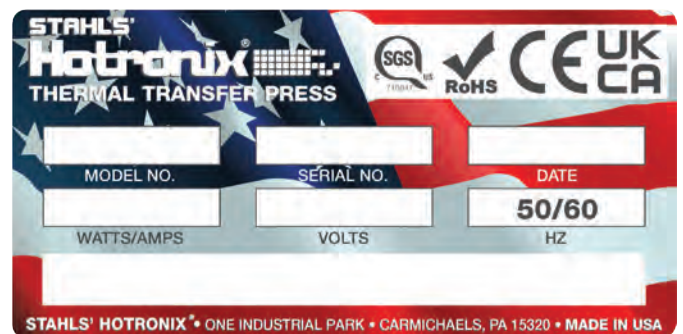 STAHLS'
Hotronix®
THERMAL TRANSFER PRESS
SGS
C US
RoHS
CE
UK
CA
MODEL NO. SERIAL NO. DATE
50/60
WATTS/AMPS VOLTS HZ
STAHLS' HOTRONIX® • ONE INDUSTRIAL PARK • CARMICHAELS, PA 15320 • MADE IN USA